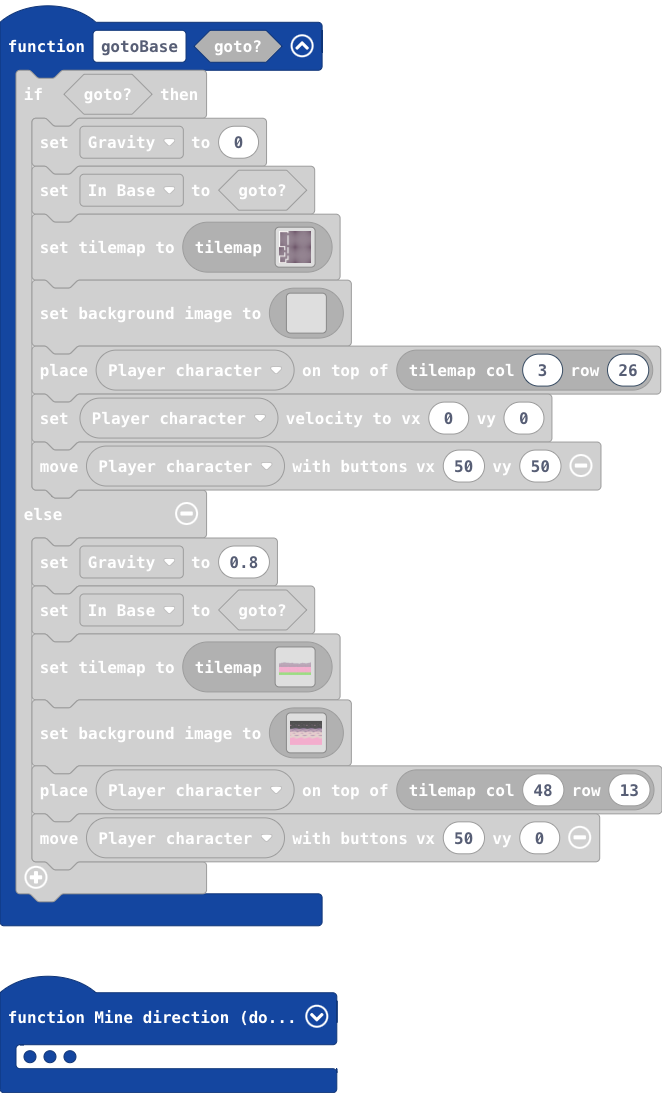 function gotoBase goto?
if goto? then
set Gravity to 0
set In Base to goto?
set tilemap to tilemap
set background image to
place Player character on top of tilemap col 3 row 26
set Player character velocity to vx 0 vy 0
move Player character with buttons vx 50 vy 50
else
set Gravity to 0.8
set In Base to goto?
set tilemap to tilemap
set background image to
place Player character on top of tilemap col 48 row 13
move Player character with buttons vx 50 vy 0
function Mine direction (do...